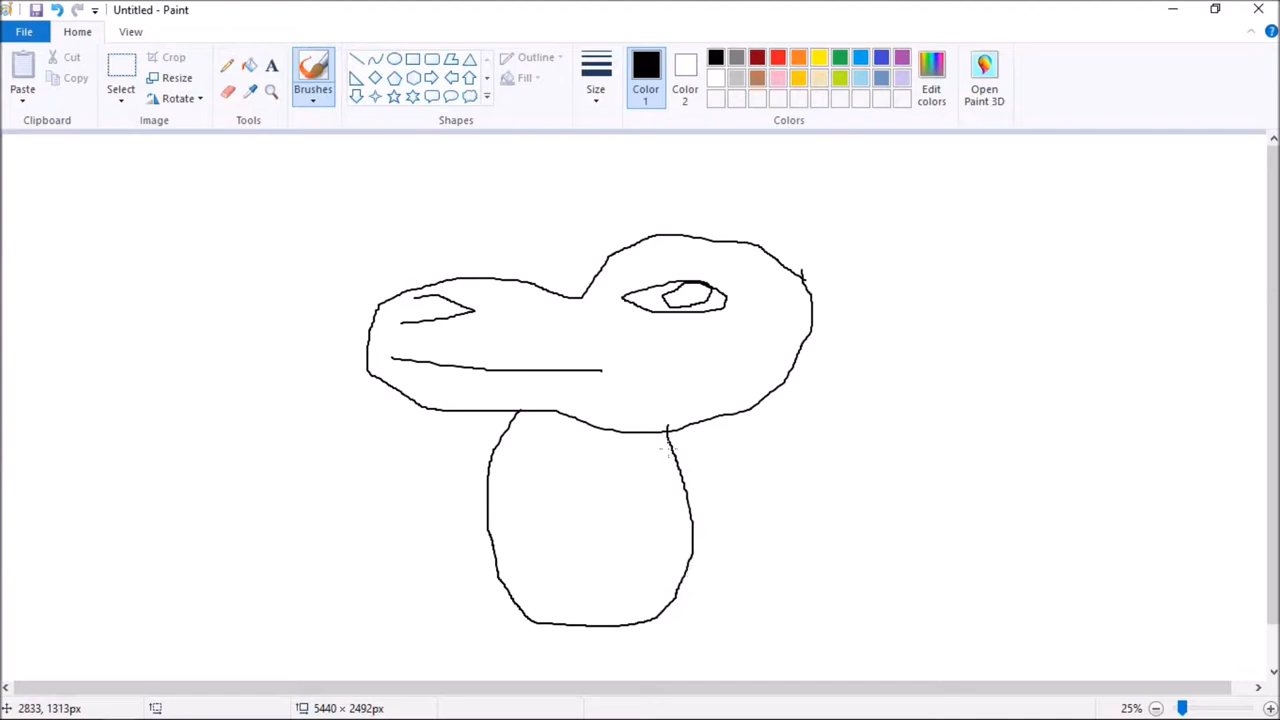 Untitled - Paint
File Home View
Paste
Cut
Copy
Clipboard
Select
Crop
Resize
Rotate
Image
A
Tools
Brushes
Outline
Fill
Shapes
Size
Color 1
Color 2
Edit colors
Colors
Open Paint 3D
2833, 1313px
5440 × 2492px
25%